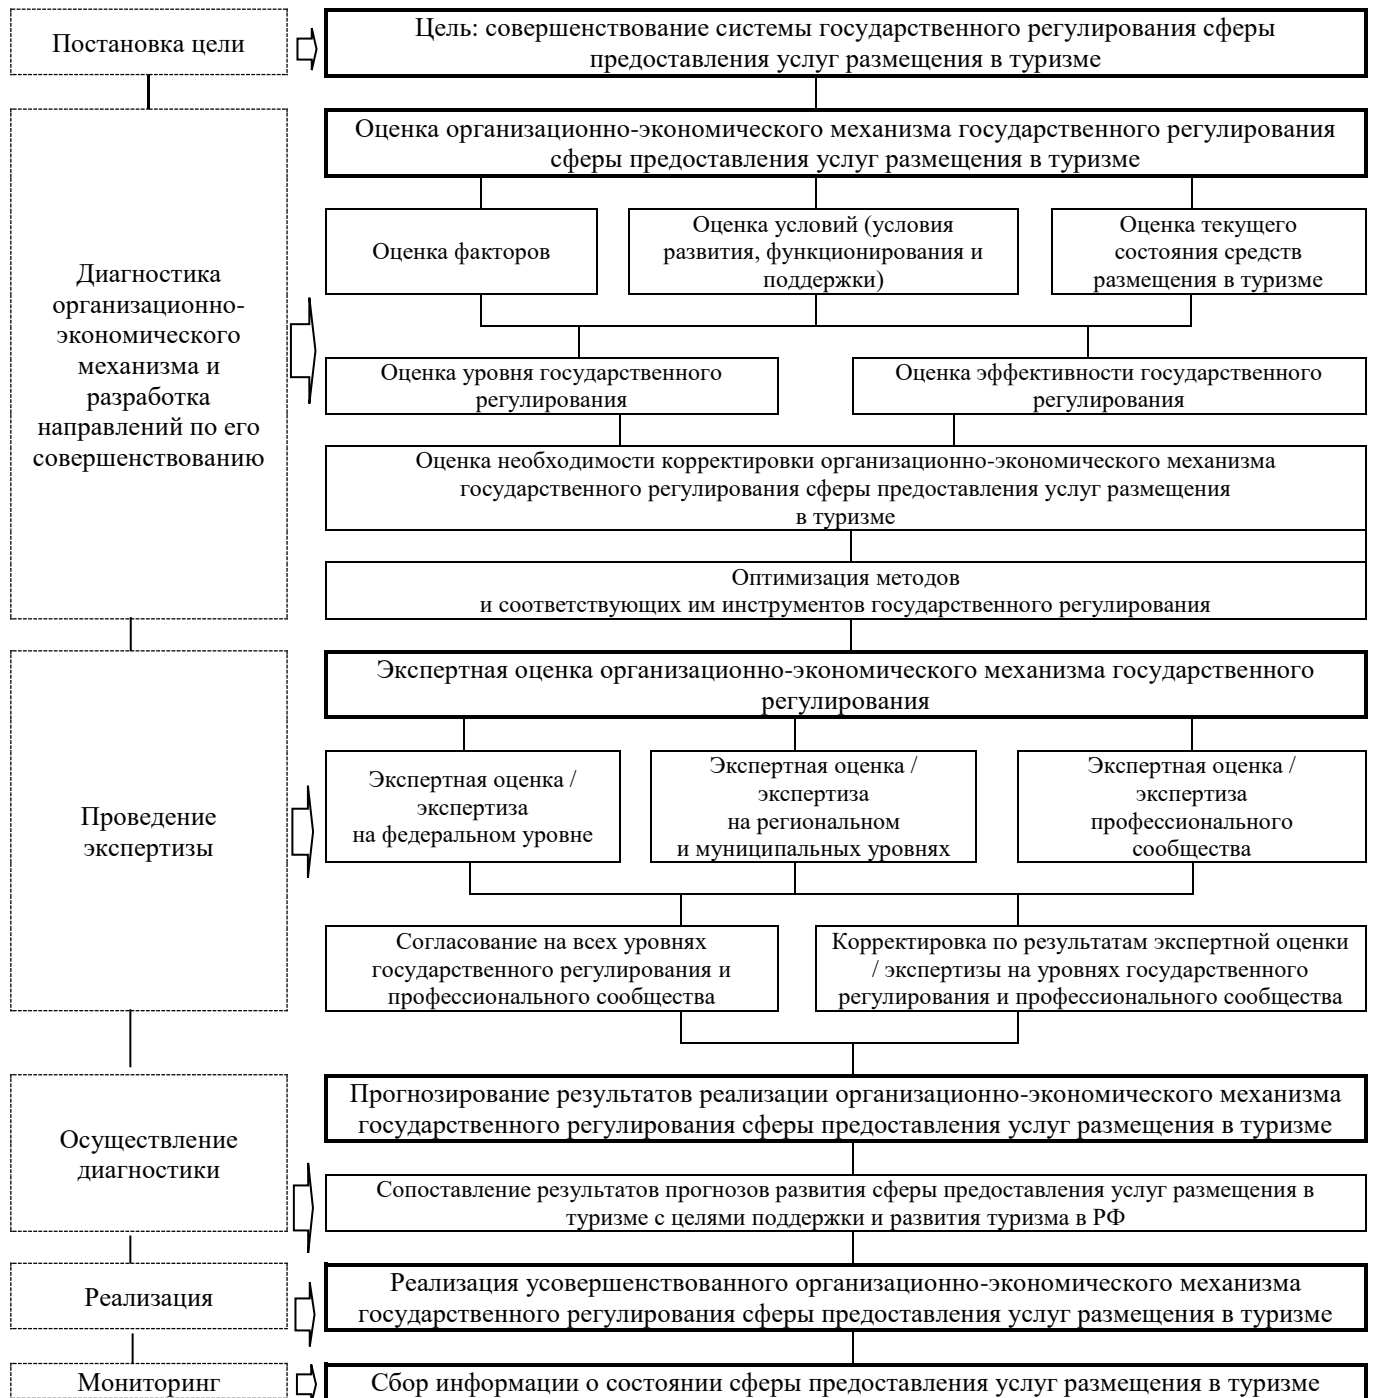 Постановка цели
Цель: совершенствование системы государственного регулирования сферы
предоставления услуг размещения в туризме
Диагностика
организационно-
экономического
механизма и
разработка
направлений по его
совершенствованию
Оценка организационно-экономического механизма государственного регулирования
сферы предоставления услуг размещения в туризме
Оценка факторов
Оценка условий (условия
развития, функционирования и
поддержки)
Оценка текущего
состояния средств
размещения в туризме
Оценка уровня государственного
регулирования
Оценка эффективности государственного
регулирования
Оценка необходимости корректировки организационно-экономического механизма
государственного регулирования сферы предоставления услуг размещения
в туризме
Оптимизация методов
и соответствующих им инструментов государственного регулирования
Проведение
экспертизы
Экспертная оценка организационно-экономического механизма государственного
регулирования
Экспертная оценка /
экспертиза
на федеральном уровне
Экспертная оценка /
экспертиза
на региональном
и муниципальных уровнях
Экспертная оценка /
экспертиза
профессионального
сообщества
Согласование на всех уровнях
государственного регулирования и
профессионального сообщества
Корректировка по результатам экспертной оценки
/ экспертизы на уровнях государственного
регулирования и профессионального сообщества
Осуществление
диагностики
Прогнозирование результатов реализации организационно-экономического механизма
государственного регулирования сферы предоставления услуг размещения в туризме
Сопоставление результатов прогнозов развития сферы предоставления услуг размещения в
туризме с целями поддержки и развития туризма в РФ
Реализация
Реализация усовершенствованного организационно-экономического механизма
государственного регулирования сферы предоставления услуг размещения в туризме
Мониторинг
Сбор информации о состоянии сферы предоставления услуг размещения в туризме